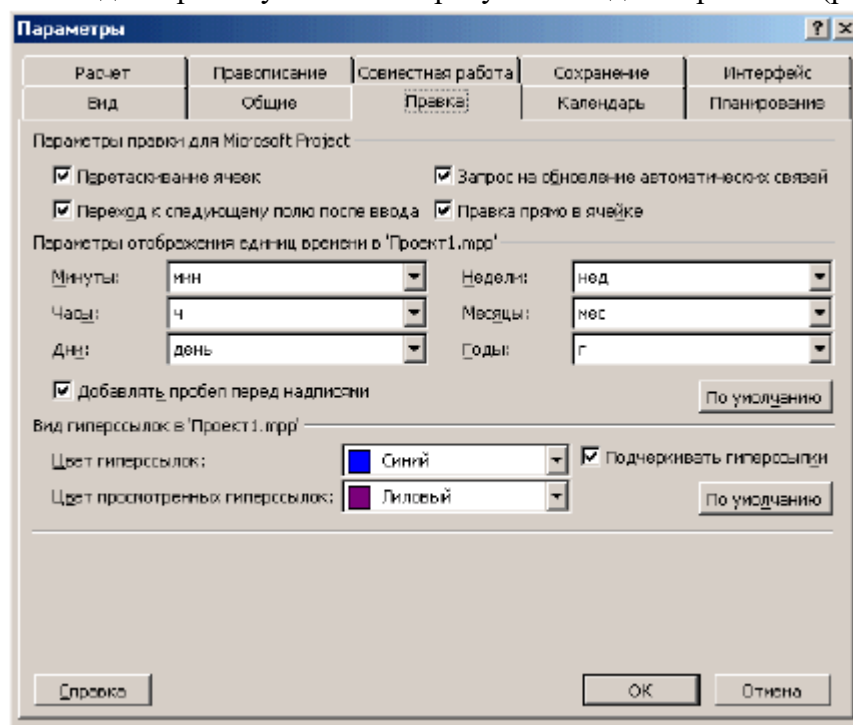 Параметры
Расчет Правописание Совместная работа Сохранение Интерфейс
Вид Общие Правка Календарь Планирование
Параметры правки для Microsoft Project
Перетаскивание ячеек Запрос на обновление автоматических связей
Переход к следующему полю после ввода Правка прямо в ячейке
Параметры отображения единиц времени в 'Проект1.mpp'
Минуты: мин Недели: нед
Часы: ч Месяцы: мес
Дни: день Годы: г
Добавлять пробел перед надписями По умолчанию
Вид гиперссылок в 'Проект1.mpp'
Цвет гиперссылок: Синий Подчеркивать гиперссылки
Цвет просмотренных гиперссылок: Лиловый По умолчанию
Справка ОК Отмена